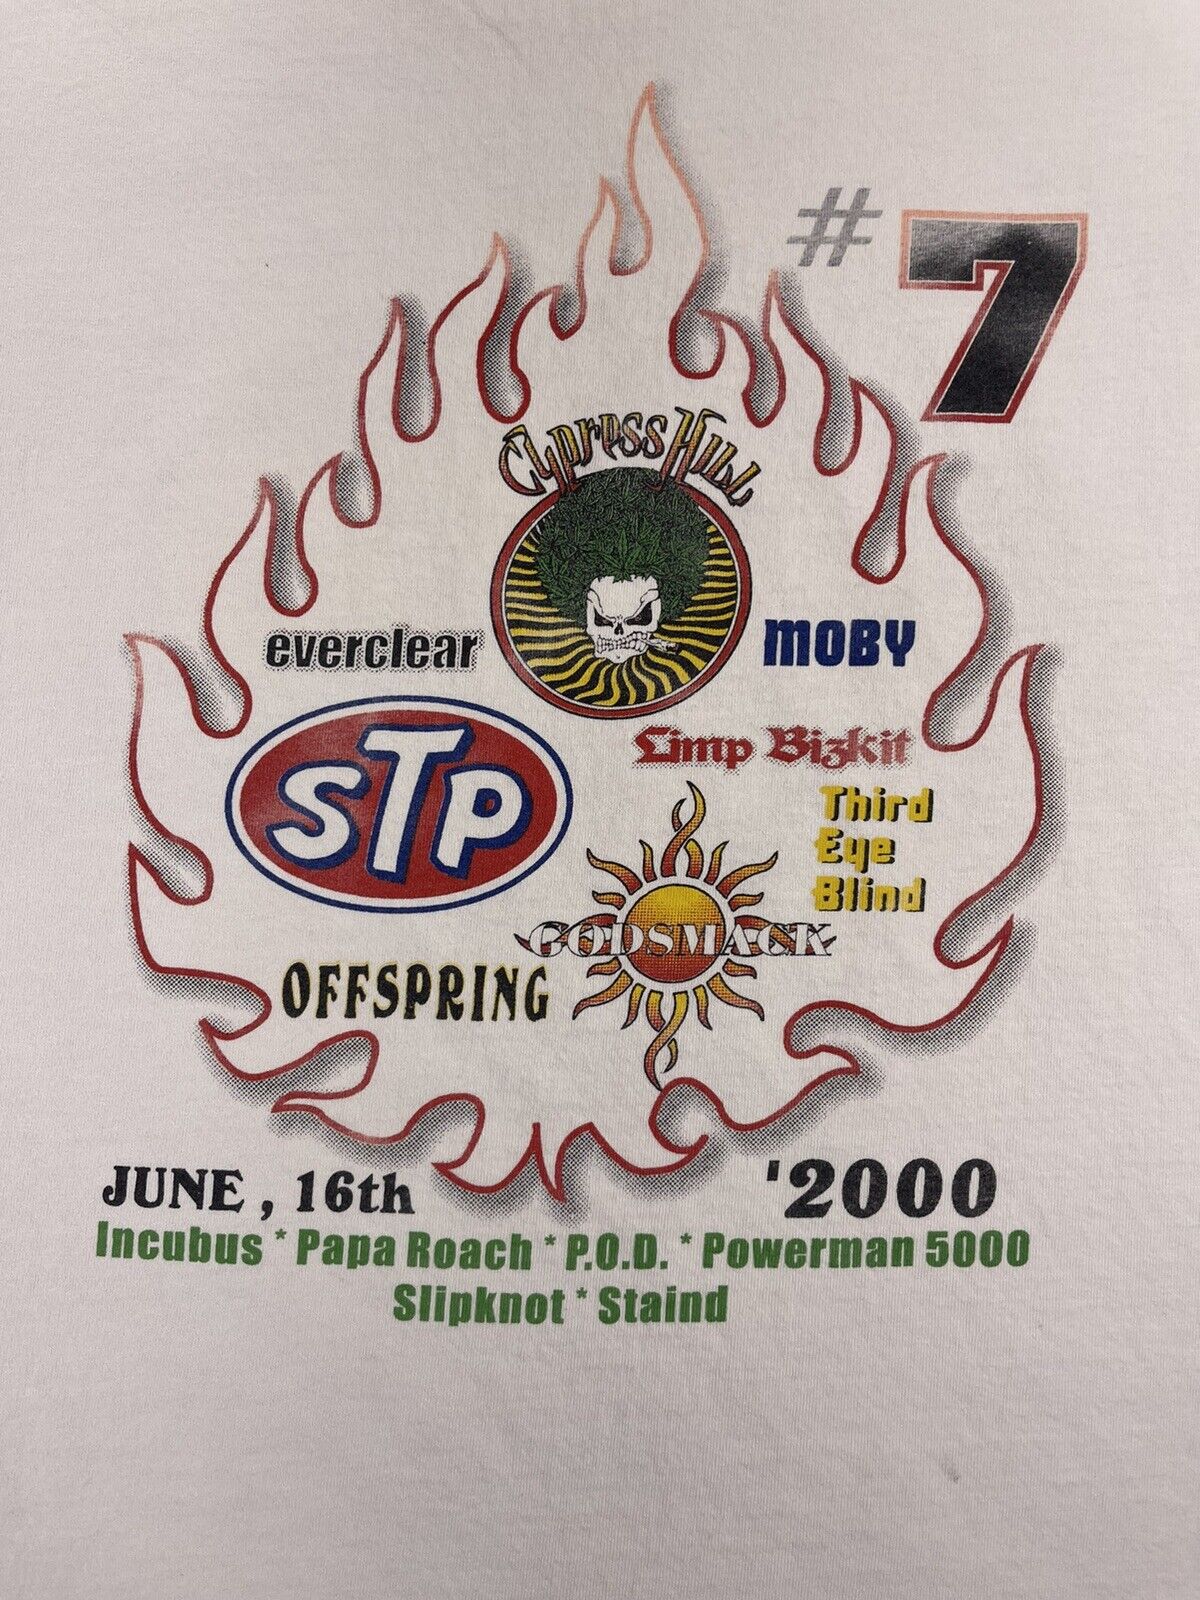 #7
Cypress Hill
everclear
MOBY
STP
Limp Bizkit
Third
Eye
Blind
GODSMACK
OFFSPRING
JUNE , 16th
'2000
Incubus * Papa Roach * P.O.D. * Powerman 5000
Slipknot * Staind